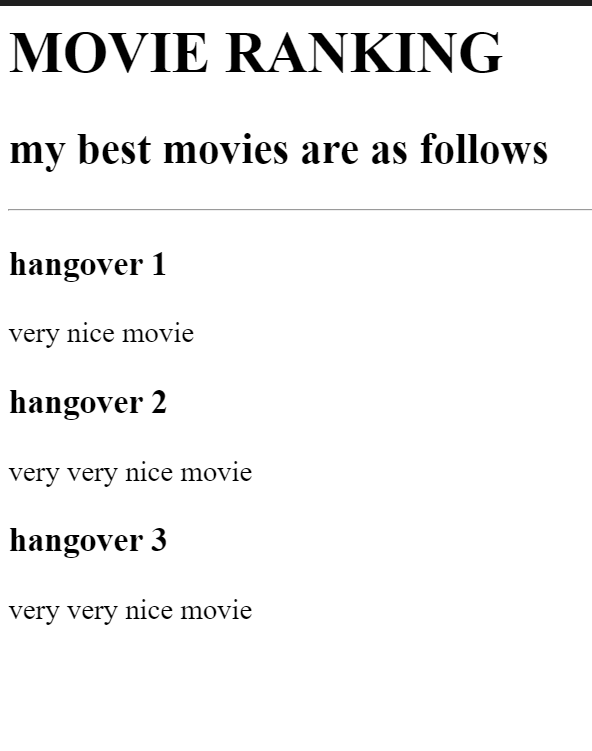 MOVIE RANKING
my best movies are as follows
hangover 1
very nice movie
hangover 2
very very nice movie
hangover 3
very very nice movie